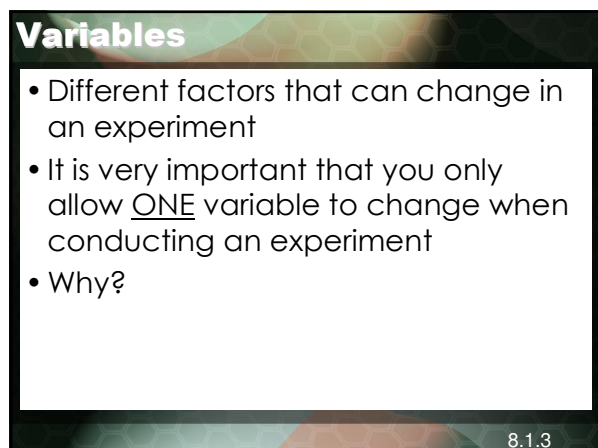 Variables
• Different factors that can change in
an experiment
• It is very important that you only
allow ONE variable to change when
conducting an experiment
• Why?
8.1.3